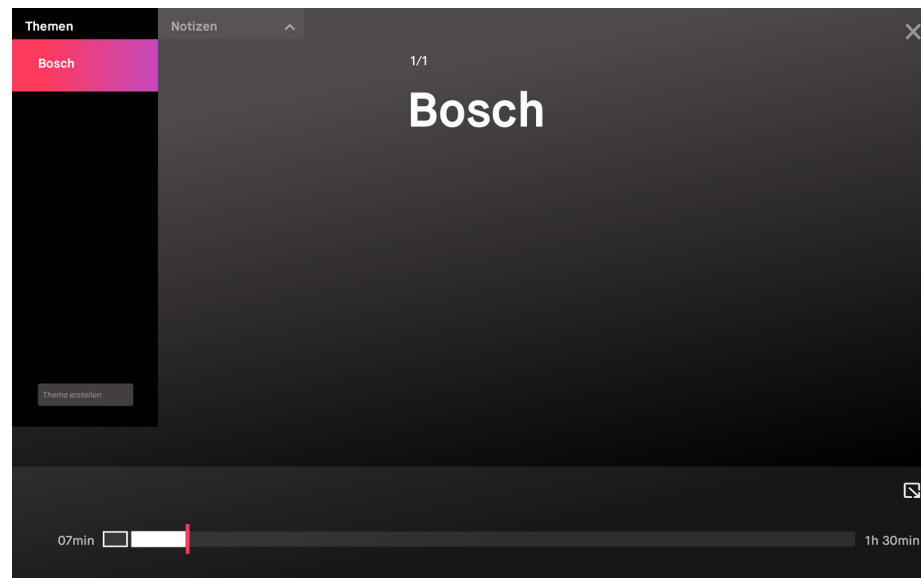 Themen
Notizen
Bosch
1/1
Bosch
Thema erstellen
07min
1h 30min